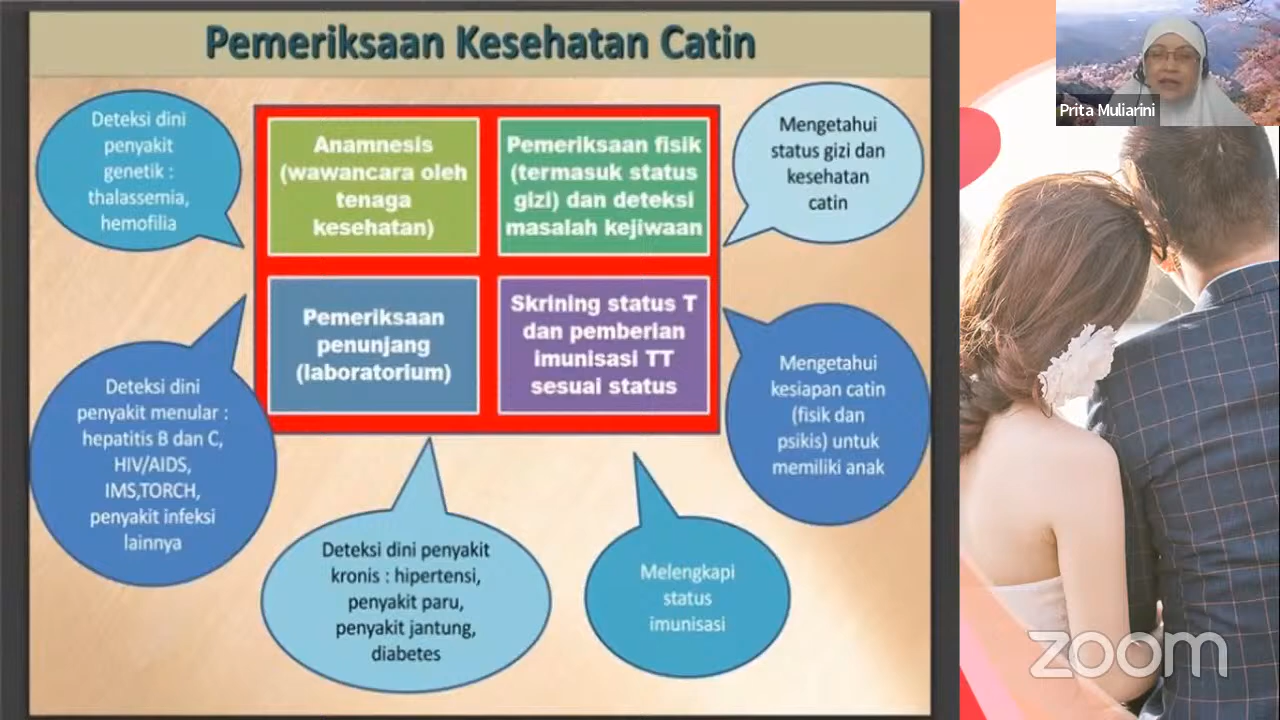 Pemeriksaan Kesehatan Catin
Deteksi dini
penyakit
genetik :
thalassemia,
hemofilia
Anamnesis
(wawancara oleh
tenaga
kesehatan)
Pemeriksaan fisik
(termasuk status
gizi) dan deteksi
masalah kejiwaan
Mengetahui
status gizi dan
kesehatan
catin
Prita Muliarini
Pemeriksaan
penunjang
(laboratorium)
Skrining status T
dan pemberian
imunisasi TT
sesuai status
Deteksi dini
penyakit menular :
hepatitis B dan C,
HIV/AIDS,
IMS,TORCH,
penyakit infeksi
lainnya
Mengetahui
kesiapan catin
(fisik dan
psikis) untuk
memiliki anak
Deteksi dini penyakit
kronis : hipertensi,
penyakit paru,
penyakit jantung,
diabetes
Melengkapi
status
imunisasi
zoom